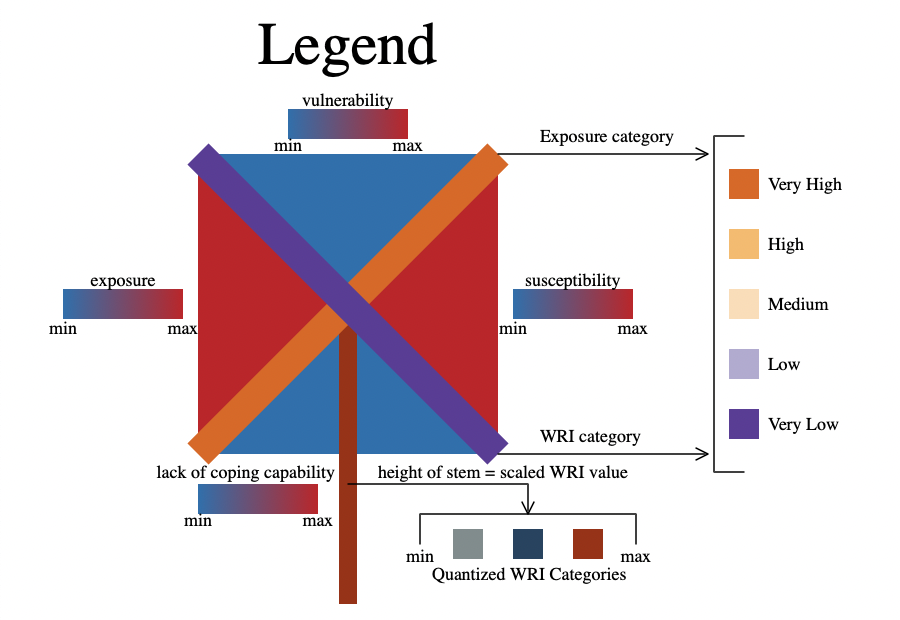 Legend
vulnerability
min max
Exposure category
Very High
High
exposure
min max
susceptibility
min max
Medium
Low
Very Low
WRI category
lack of coping capability
min max
height of stem = scaled WRI value
min max
Quantized WRI Categories